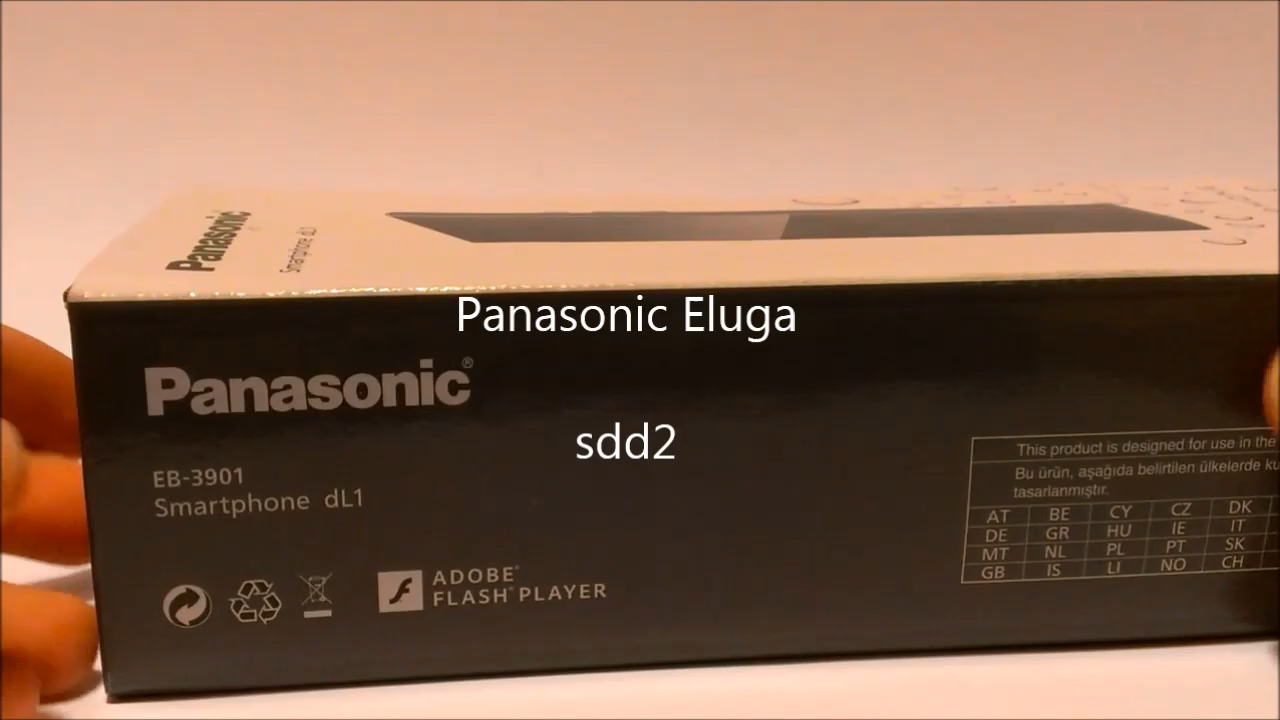 Panasonic
Smartphone dL1
Panasonic Eluga
Panasonic®
sdd2
EB-3901
Smartphone dL1
ADOBE®
FLASH® PLAYER
This product is designed for use in the
Bu ürün, aşağıda belirtilen ülkelerde
tasarlanmıştır.
AT BE CY CZ DK
DE GR HU IE IT
MT NL PL PT SK
GB IS LI NO CH